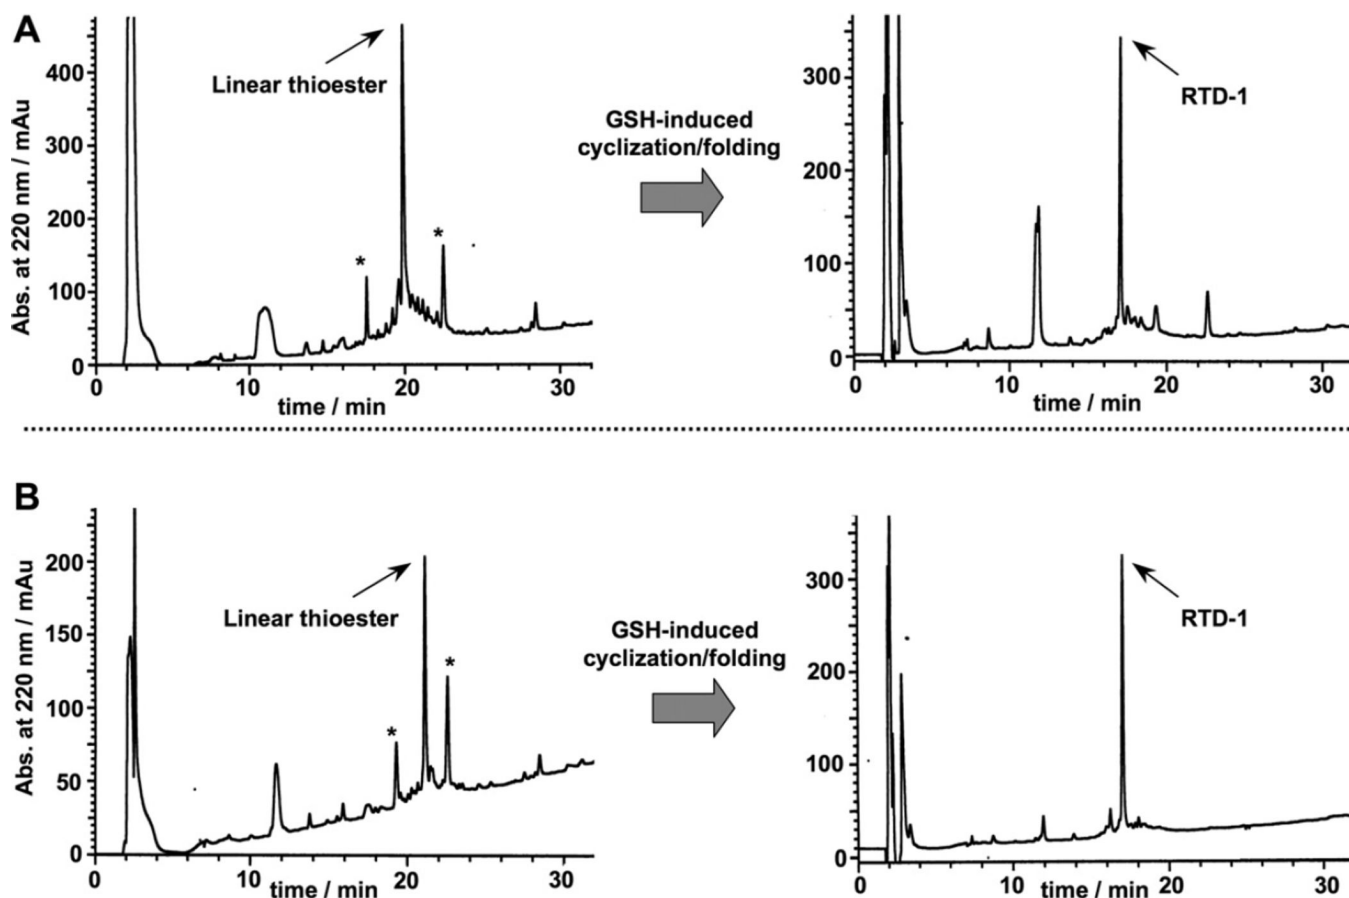 A
Abs. at 220 nm / mAu
400
300
200
100
0
0 10 20 30
time / min
Linear thioester
*
*
GSH-induced
cyclization/folding
300
200
100
0
0 10 20 30
time / min
RTD-1
B
Abs. at 220 nm / mAu
200
150
100
50
0
0 10 20 30
time / min
Linear thioester
*
*
GSH-induced
cyclization/folding
300
200
100
0
0 10 20 30
time / min
RTD-1